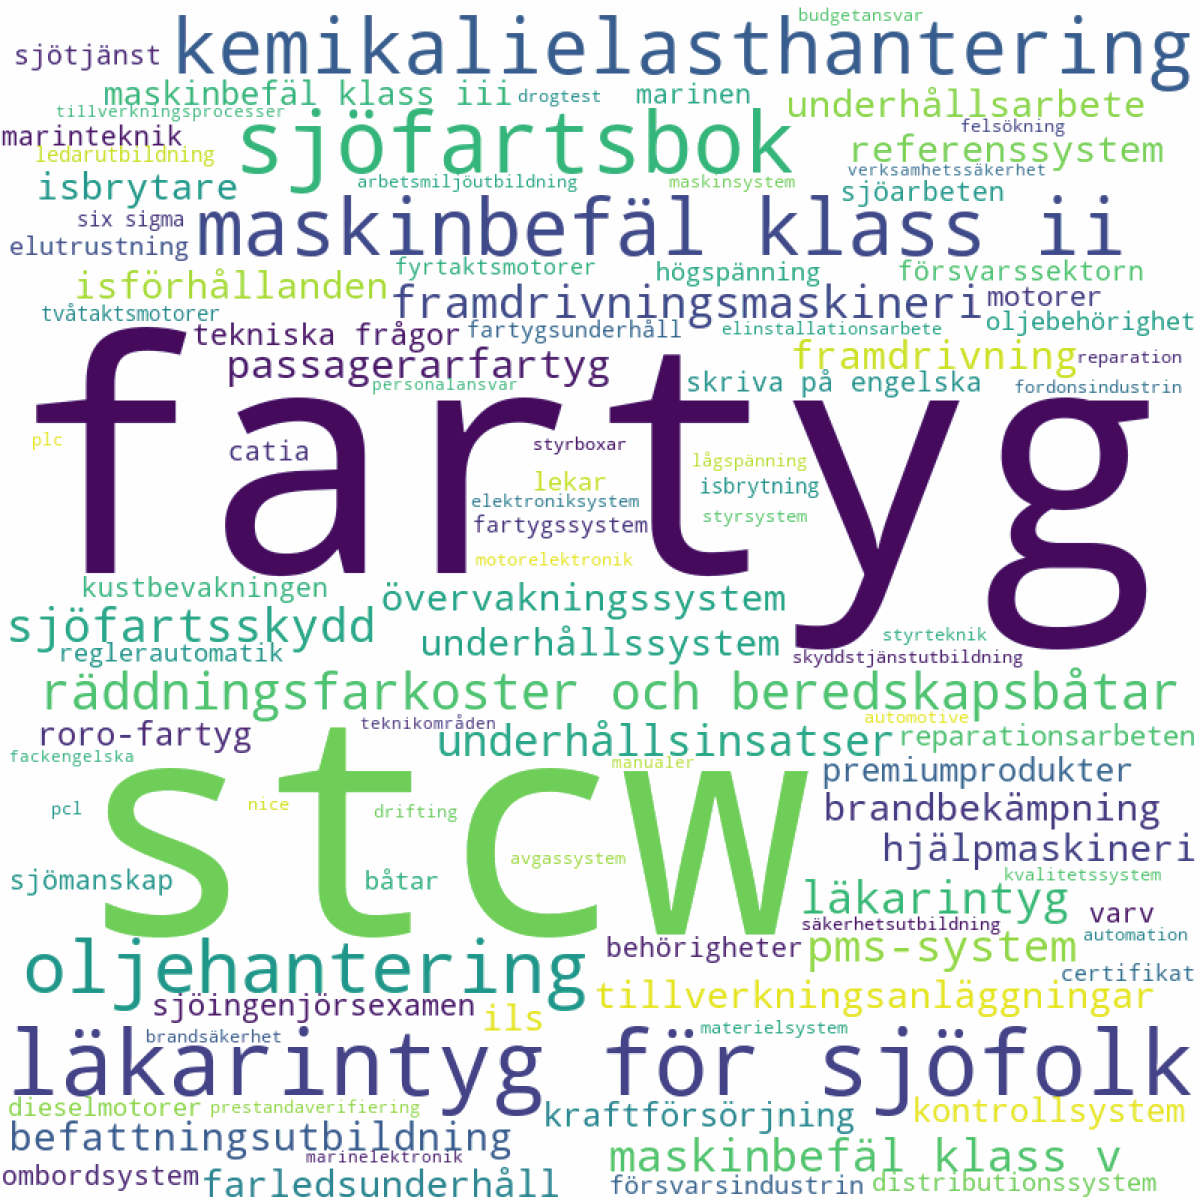 budgetansvar
sjötjänst
kemikalielasthantering
maskinbefäl klass iii
drogtest
marinen
underhållsarbete
tillverkningsprocesser
marinteknik
sjöfartsbok
felsökning
ledarutbildning
referenssystem
isbrytare
arbetsmiljöutbildning
maskinsystem
verksamhetssäkerhet
sjöarbeten
six sigma
elutrustning
maskinbefäl klass ii
fyrtaktsmotorer
högspänning
försvarssektorn
isförhållanden
framdrivningsmaskineri
motorer
tvåtaktsmotorer
tekniska frågor
fartygsunderhåll
elinstallationsarbete
oljebehörighet
passagerarfartyg
framdrivning
reparation
personalansvar
skriva på engelska
fordonsindustrin
fartyg
plc
catia
styrboxar
lågspänning
lekar
isbrytning
elektroniksystem
fartygssystem
styrsystem
motorelektronik
kustbevakningen
övervakningssystem
sjöfartsskydd
underhållssystem
styrteknik
reglerautomatik
skyddstjänstutbildning
räddningsfarkoster och beredskapsbåtar
roro-fartyg
teknikområden
automotive
underhållsinsatser
reparationsarbeten
fackengelska
manualer
premiumprodukter
stcw
pcl
nice
drifting
brandbekämpning
hjälpmaskineri
avgassystem
sjömanskap
båtar
kvalitetssystem
läkarintyg
varv
säkerhetsutbildning
automation
behörigheter
pms-system
oljehantering
certifikat
sjöingenjörsexamen
ils
tillverkningsanläggningar
brandsäkerhet
materielsystem
läkarintyg för sjöfolk
dieselmotorer
prestandaverifiering
kraftförsörjning
kontrollsystem
befattningsutbildning
marinelektronik
maskinbefäl klass v
ombordsystem
farledsunderhåll
försvarsindustrin
distributionssystem